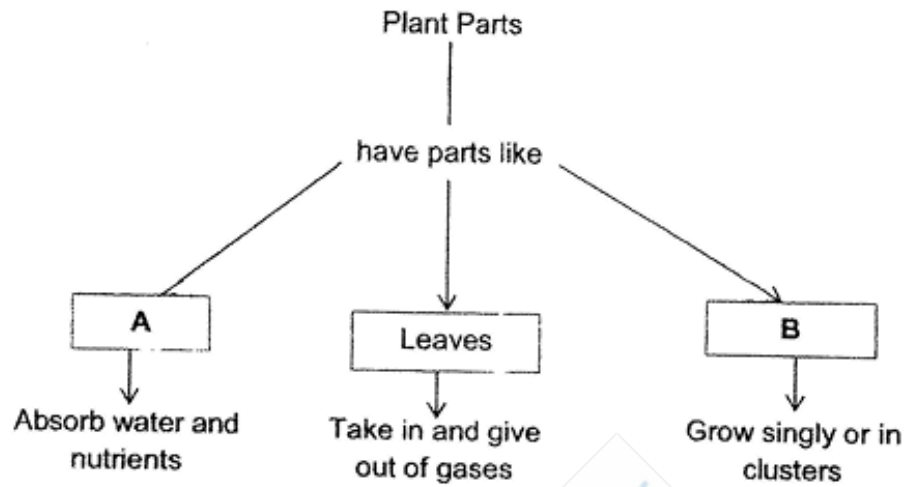 Plant Parts
have parts like
A
Leaves
B
Absorb water and
nutrients
Take in and give
out of gases
Grow singly or in
clusters